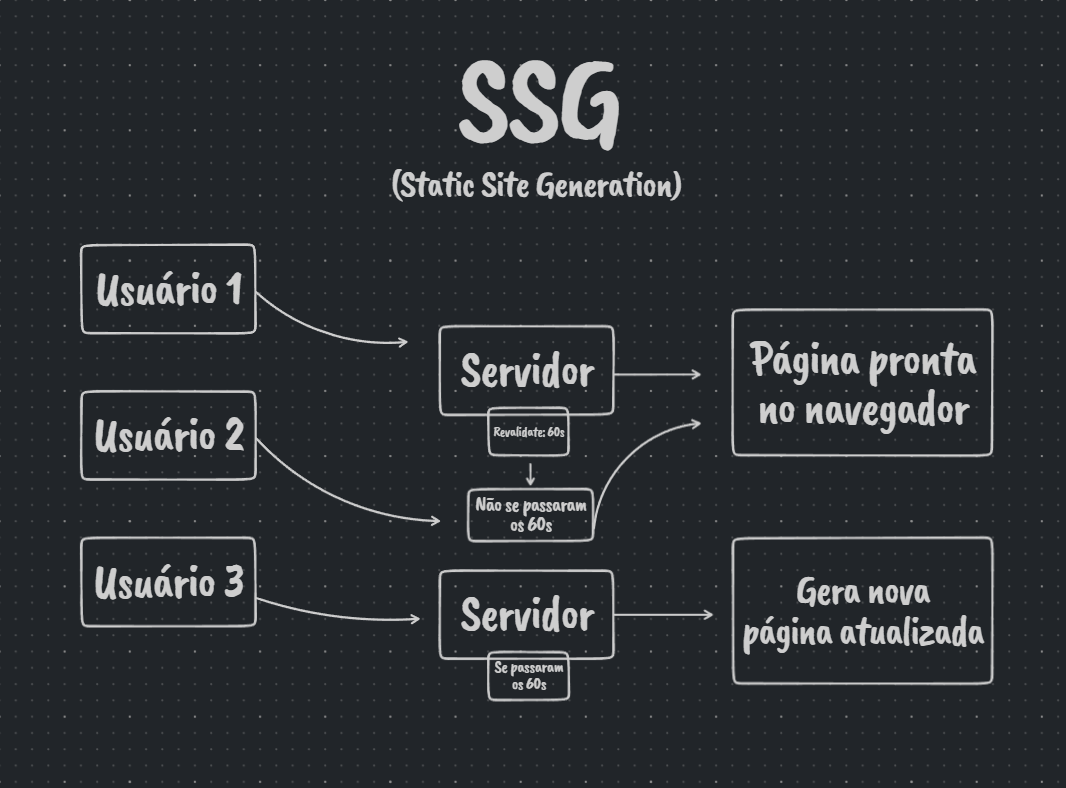 SSG
(Static Site Generation)
Usuário 1
Servidor
Revalidate: 60s
Página pronta
no navegador
Usuário 2
Não se passaram
os 60s
Usuário 3
Servidor
Se passaram
os 60s
Gera nova
página atualizada